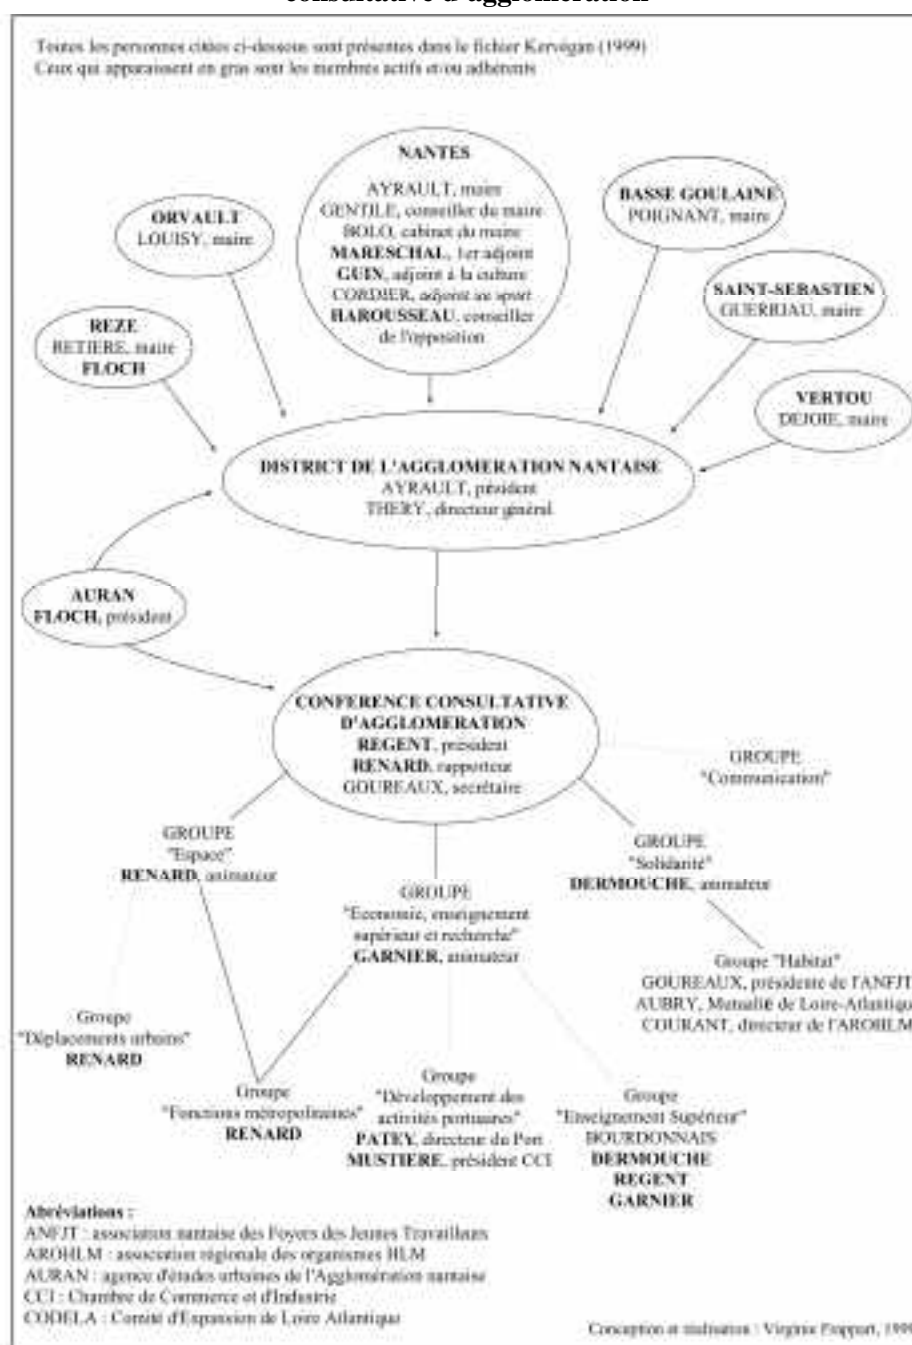 consultative d'agglomération
Toutes les personnes citées ci-dessous sont présentes dans le fichier Kervégan (1999)
Ceux qui apparaissent en gras sont les membres actifs et/ou adhérents
NANTES
AYRAULT, maire
GENTILE, conseiller du maire
BOLO, cabinet du maire
MARESCHAL, 1er adjoint
GUIN, adjoint à la culture
CORDIER, adjoint au sport
HAROUSSEAU, conseiller
de l'opposition
BASSE GOULAINE
POIGNANT, maire
ORVAULT
LOUISY, maire
SAINT-SEBASTIEN
GUERRIAU, maire
REZE
RETIERE, maire
FLOCH
VERTOU
DEJOIE, maire
DISTRICT DE L'AGGLOMERATION NANTAISE
AYRAULT, président
THERY, directeur général
AURAN
FLOCH, président
CONFERENCE CONSULTATIVE
D'AGGLOMERATION
REGENT, président
RENARD, rapporteur
GOUREAUX, secrétaire
GROUPE
"Communication"
GROUPE
"Espace"
RENARD, animateur
GROUPE
"Solidarité"
DERMOUCHE, animateur
GROUPE
"Economie, enseignement
supérieur et recherche"
GARNIER, animateur
Groupe "Habitat"
GOUREAUX, présidente de l'ANFJT
AUBRY, Mutualité de Loire-Atlantique
COURANT, directeur de l'AROHLM
Groupe
"Déplacements urbains"
RENARD
Groupe
"Fonctions métropolitaines"
RENARD
Groupe
"Développement des
activités portuaires"
PATEY, directeur du Port
MUSTIERE, président CCI
Groupe
"Enseignement Supérieur"
BOURDONNAIS
DERMOUCHE
REGENT
GARNIER
Abréviations :
ANFJT : association nantaise des Foyers des Jeunes Travailleurs
AROHLM : association régionale des organismes HLM
AURAN : agence d'études urbaines de l'Agglomération nantaise
CCI : Chambre de Commerce et d'Industrie
CODELA : Comité d'Expansion de Loire Atlantique
Conception et réalisation : Virginie 1999